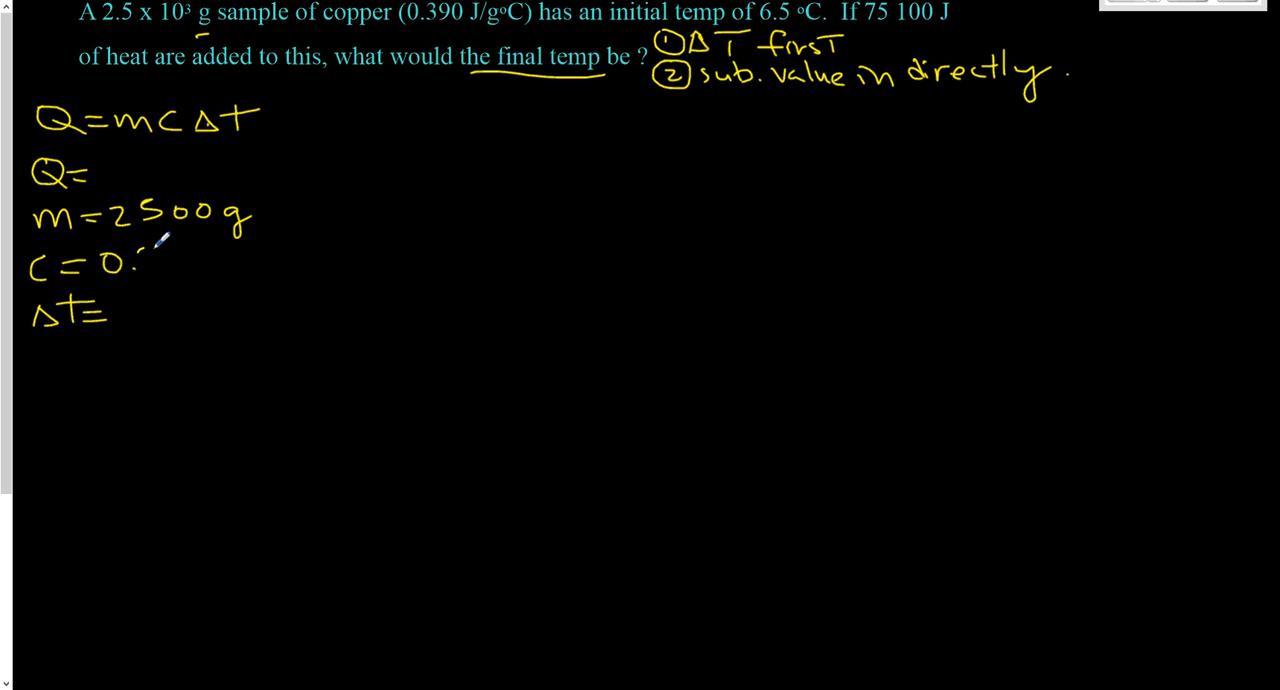 A 2.5 x 10³ g sample of copper (0.390 J/gºC) has an initial temp of 6.5 ºC. If 75 100 J
of heat are added to this, what would the final temp be ?
① Δ T first
② sub. value in directly.
Q=mcΔt
Q=
m=2500g
c=0.
ΔT=